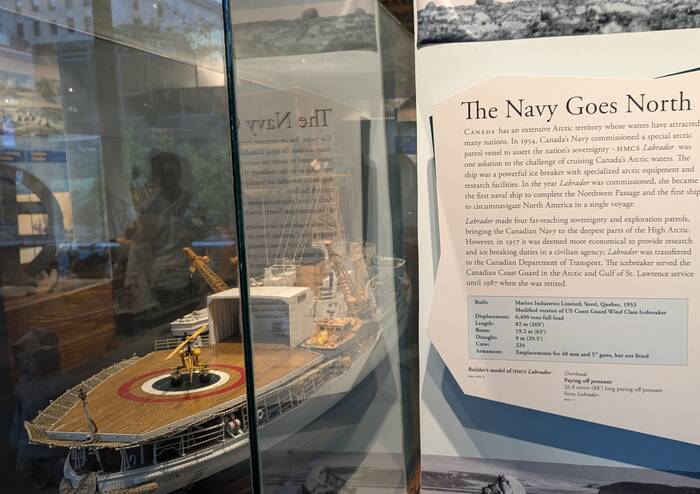 The Navy Goes North
CANADA has an extensive Arctic territory whose waters have attracted
many nations. In 1954, Canada's Navy commissioned a special arctic
patrol vessel to assert the nation's sovereignty - HMCS Labrador was
one solution to the challenge of cruising Canada's Arctic waters. The
ship was a powerful ice breaker with specialized arctic equipment and
research facilities. In the year Labrador was commissioned, she became
the first naval ship to complete the Northwest Passage and the first ship
to circumnavigate North America in a single voyage.
Labrador made four far-reaching sovereignty and exploration patrols,
bringing the Canadian Navy to the deepest parts of the High Arctic.
However, in 1957 it was deemed more economical to provide research
and ice breaking duties in a civilian agency; Labrador was transferred
to the Canadian Department of Transport. The icebreaker served the
Canadian Coast Guard in the Arctic and Gulf of St. Lawrence service
until 1987 when she was retired.
Built: Marine Industries Limited, Sorel, Quebec, 1953
Modified version of US Coast Guard Wind Class Icebreaker
Displacement: 6,490 tons full load
Length: 82 m (269')
Beam: 19.2 m (63')
Draught: 9 m (29.5')
Crew: 224
Armament: Emplacements for 40 mm and 5" guns, but not fitted
Builder's model of HMCS Labrador
Overhead:
Paying off pennant
26.8 metre (88') long paying off pennant
from Labrador.